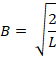 B = √(2/L)